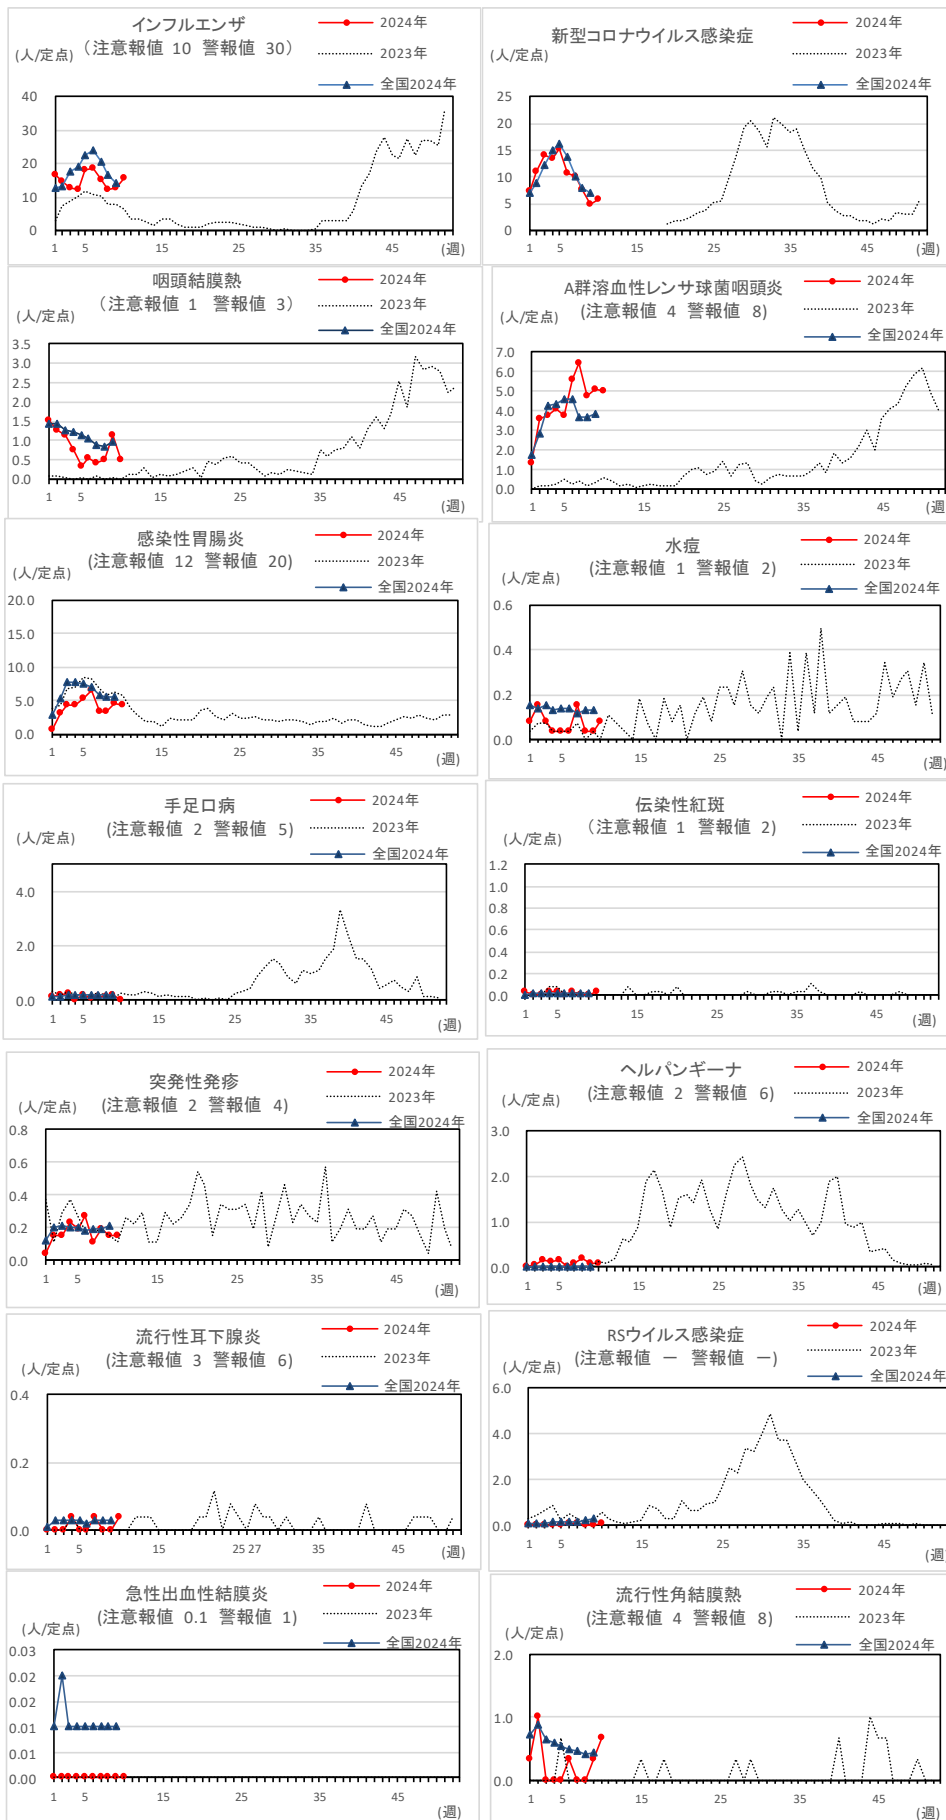 インフルエンザ
（注意報値 10 警報値 30）
(人/定点)
2024年
2023年
全国2024年
40
30
20
10
0
1
5
15
25
35
45
(週)
新型コロナウイルス感染症
(人/定点)
2024年
2023年
全国2024年
25
20
15
10
5
0
1
5
15
25
35
45
(週)
咽頭結膜熱
（注意報値 1 警報値 3）
(人/定点)
2024年
2023年
全国2024年
3.5
3.0
2.5
2.0
1.5
1.0
0.5
0.0
1
5
15
25
35
45
(週)
A群溶血性レンサ球菌咽頭炎
(注意報値 4 警報値 8)
(人/定点)
2024年
2023年
全国2024年
7.0
6.0
5.0
4.0
3.0
2.0
1.0
0.0
1
5
15
25
35
45
(週)
感染性胃腸炎
(注意報値 12 警報値 20)
(人/定点)
2024年
2023年
全国2024年
20.0
15.0
10.0
5.0
0.0
1
5
15
25
35
45
(週)
水痘
(注意報値 1 警報値 2)
(人/定点)
2024年
2023年
全国2024年
0.6
0.4
0.2
0.0
1
5
15
25
35
45
(週)
手足口病
(注意報値 2 警報値 5)
(人/定点)
2024年
2023年
全国2024年
4.0
2.0
0.0
1
5
15
25
35
45
(週)
伝染性紅斑
（注意報値 1 警報値 2)
(人/定点)
2024年
2023年
全国2024年
1.2
1.0
0.8
0.6
0.4
0.2
0.0
1
5
15
25
35
45
(週)
突発性発疹
(注意報値 2 警報値 4)
(人/定点)
2024年
2023年
全国2024年
0.8
0.6
0.4
0.2
0.0
1
5
15
25
35
45
(週)
ヘルパンギーナ
(注意報値 2 警報値 6)
(人/定点)
2024年
2023年
全国2024年
3.0
2.0
1.0
0.0
1
5
15
25
35
45
(週)
流行性耳下腺炎
(注意報値 3 警報値 6)
(人/定点)
2024年
2023年
全国2024年
0.4
0.2
0.0
1
5
15
25 27
35
45
(週)
RSウイルス感染症
(注意報値 － 警報値 －)
(人/定点)
2024年
2023年
全国2024年
6.0
4.0
2.0
0.0
1
5
15
25
35
45
(週)
急性出血性結膜炎
(注意報値 0.1 警報値 1)
(人/定点)
2024年
2023年
全国2024年
0.03
0.02
0.02
0.01
0.01
0.00
1
5
15
25
35
45
(週)
流行性角結膜熱
(注意報値 4 警報値 8)
(人/定点)
2024年
2023年
全国2024年
2.0
1.0
0.0
1
5
15
25
35
45
(週)